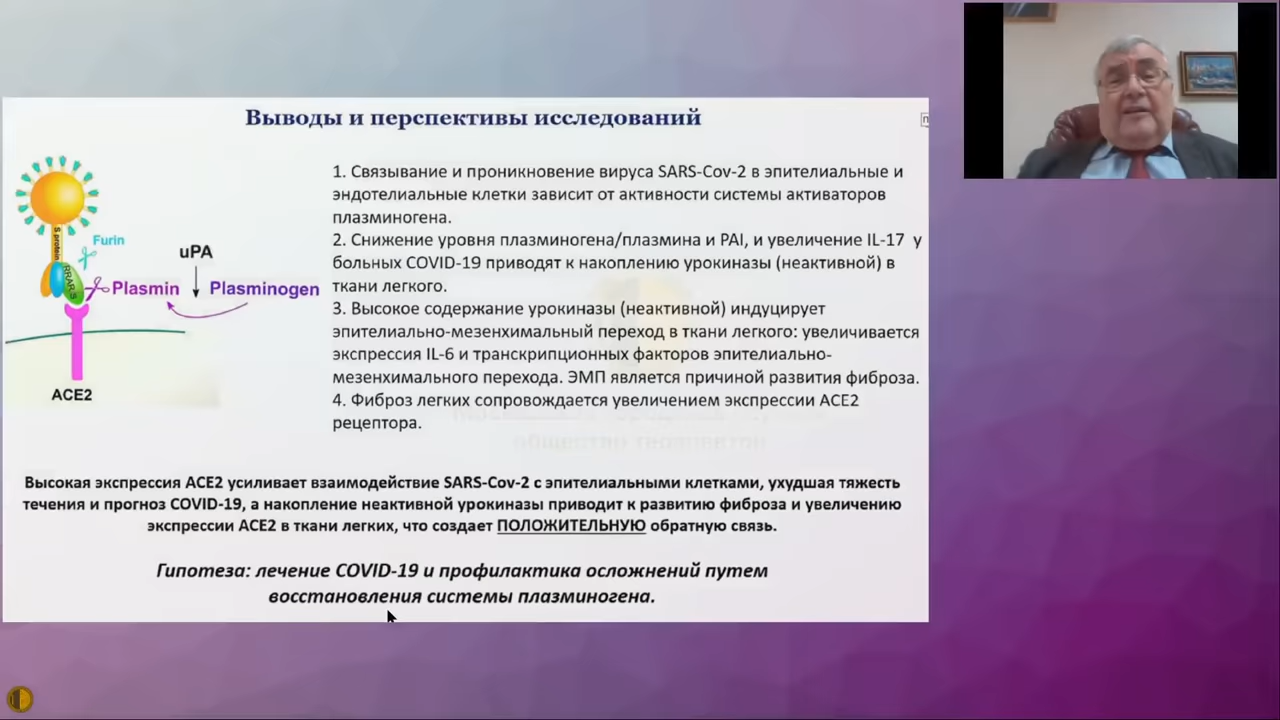 Выводы и перспективы исследований
1. Связывание и проникновение вируса SARS-Cov-2 в эпителиальные и
эндотелиальные клетки зависит от активности системы активаторов
плазминогена.
2. Снижение уровня плазминогена/плазмина и PAI, и увеличение IL-17 у
больных COVID-19 приводят к накоплению урокиназы (неактивной) в
ткани легкого.
3. Высокое содержание урокиназы (неактивной) индуцирует
эпителиально-мезенхимальный переход в ткани легкого: увеличивается
экспрессия IL-6 и транскрипционных факторов эпителиально-
мезенхимального перехода. ЭМП является причиной развития фиброза.
4. Фиброз легких сопровождается увеличением экспрессии ACE2
рецептора.
S protein
Furin
RRAR.S
uPA
Plasmin
Plasminogen
ACE2
Высокая экспрессия ACE2 усиливает взаимодействие SARS-Cov-2 с эпителиальными клетками, ухудшая тяжесть
течения и прогноз COVID-19, а накопление неактивной урокиназы приводит к развитию фиброза и увеличению
экспрессии ACE2 в ткани легких, что создает ПОЛОЖИТЕЛЬНУЮ обратную связь.
Гипотеза: лечение COVID-19 и профилактика осложнений путем
восстановления системы плазминогена.